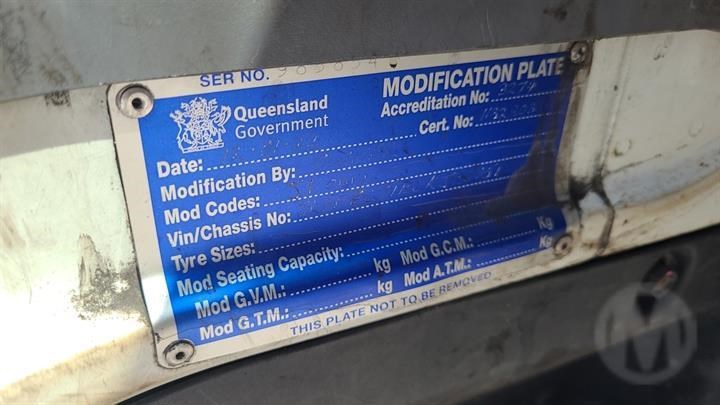 SER NO.
Queensland
Government
MODIFICATION PLATE
Accreditation No:
Cert. No:
Date:
Modification By:
Mod Codes:
Vin/Chassis No:
Tyre Sizes:
Mod Seating Capacity:
Mod G.V.M.: kg Mod G.C.M.: Kg
Mod G.T.M.: kg Mod A.T.M.: Kg
THIS PLATE NOT TO BE REMOVED
M